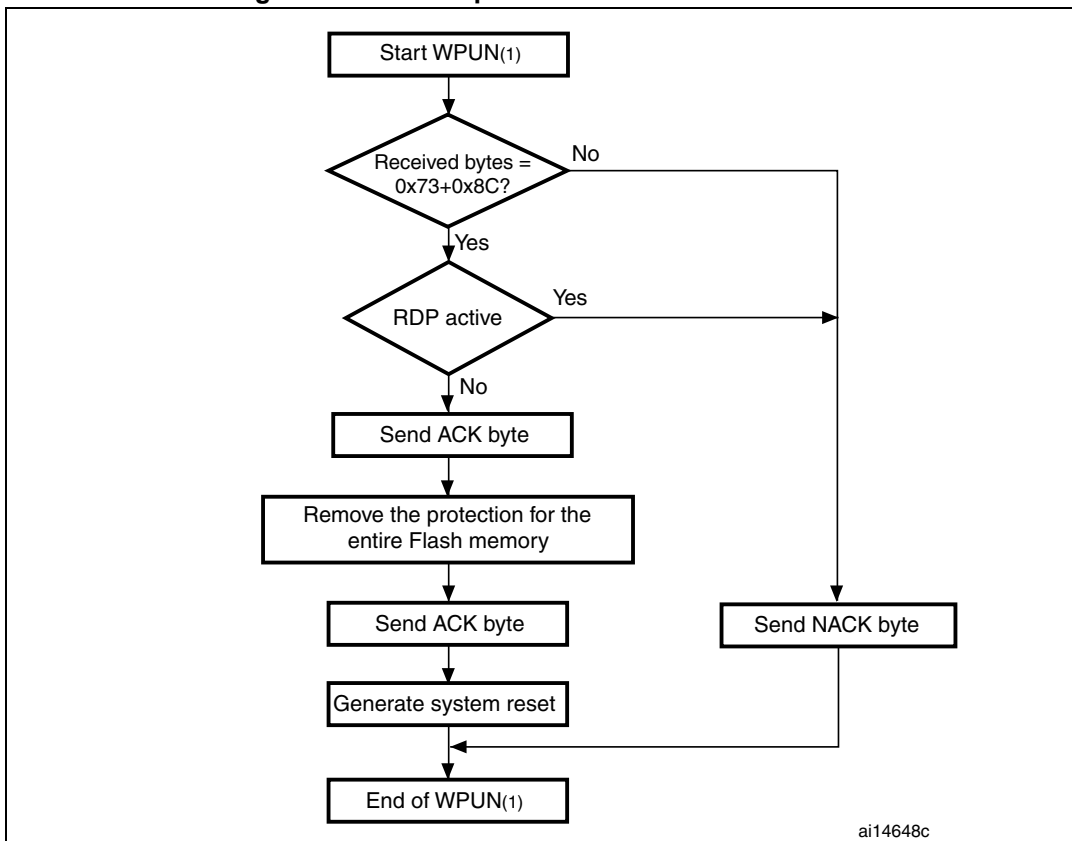 Start WPUN(1)
Received bytes =
0x73+0x8C?
No
Yes
RDP active
Yes
No
Send ACK byte
Remove the protection for the
entire Flash memory
Send ACK byte
Send NACK byte
Generate system reset
End of WPUN(1)
ai14648c